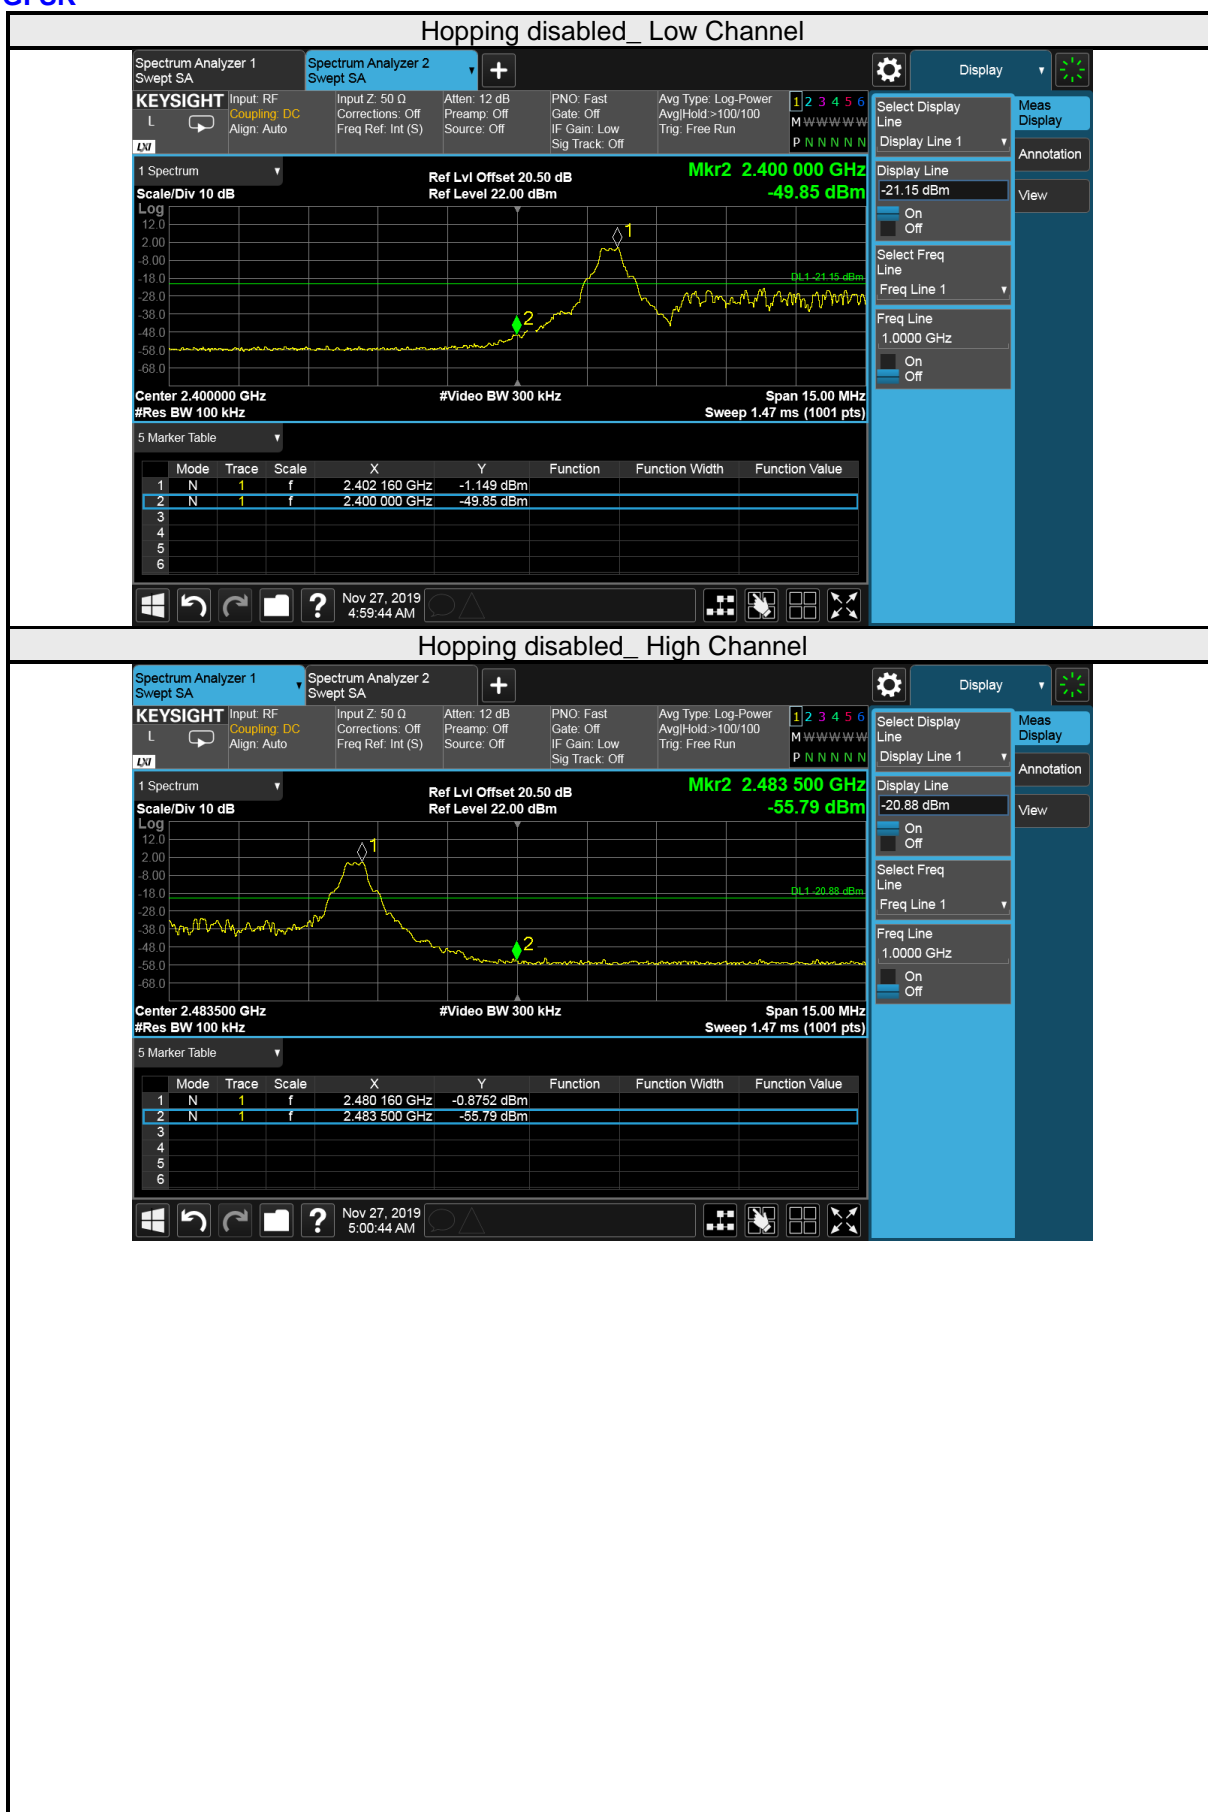 GFSK
Hopping disabled_ Low Channel
Spectrum Analyzer 1
Swept SA
Spectrum Analyzer 2
Swept SA
Display
KEYSIGHT
L
LXI
Input: RF
Coupling: DC
Align: Auto
Input Z: 50 Ω
Corrections: Off
Freq Ref: Int (S)
Atten: 12 dB
Preamp: Off
Source: Off
PNO: Fast
Gate: Off
IF Gain: Low
Sig Track: Off
Avg Type: Log-Power
Avg|Hold:>100/100
Trig: Free Run
1 2 3 4 5 6
M W W W W W
P N N N N N
1 Spectrum
Scale/Div 10 dB
Ref Lvl Offset 20.50 dB
Ref Level 22.00 dBm
Mkr2 2.400 000 GHz
-49.85 dBm
Log
12.0
2.00
-8.00
-18.0
-28.0
-38.0
-48.0
-58.0
-68.0
1
2
DL1 -21.15 dBm
Center 2.400000 GHz
#Res BW 100 kHz
#Video BW 300 kHz
Span 15.00 MHz
Sweep 1.47 ms (1001 pts)
5 Marker Table
Mode Trace Scale X Y Function Function Width Function Value
1 N 1 f 2.402 160 GHz -1.149 dBm
2 N 1 f 2.400 000 GHz -49.85 dBm
3
4
5
6
Nov 27, 2019
4:59:44 AM
Select Display
Line
Display Line 1
Display Line
-21.15 dBm
On
Off
Select Freq
Line
Freq Line 1
Freq Line
1.0000 GHz
On
Off
Meas
Display
Annotation
View
Hopping disabled_ High Channel
Spectrum Analyzer 1
Swept SA
Spectrum Analyzer 2
Swept SA
Display
KEYSIGHT
L
LXI
Input: RF
Coupling: DC
Align: Auto
Input Z: 50 Ω
Corrections: Off
Freq Ref: Int (S)
Atten: 12 dB
Preamp: Off
Source: Off
PNO: Fast
Gate: Off
IF Gain: Low
Sig Track: Off
Avg Type: Log-Power
Avg|Hold:>100/100
Trig: Free Run
1 2 3 4 5 6
M W W W W W
P N N N N N
1 Spectrum
Scale/Div 10 dB
Ref Lvl Offset 20.50 dB
Ref Level 22.00 dBm
Mkr2 2.483 500 GHz
-55.79 dBm
Log
12.0
2.00
-8.00
-18.0
-28.0
-38.0
-48.0
-58.0
-68.0
1
2
DL1 -20.88 dBm
Center 2.483500 GHz
#Res BW 100 kHz
#Video BW 300 kHz
Span 15.00 MHz
Sweep 1.47 ms (1001 pts)
5 Marker Table
Mode Trace Scale X Y Function Function Width Function Value
1 N 1 f 2.480 160 GHz -0.8752 dBm
2 N 1 f 2.483 500 GHz -55.79 dBm
3
4
5
6
Nov 27, 2019
5:00:44 AM
Select Display
Line
Display Line 1
Display Line
-20.88 dBm
On
Off
Select Freq
Line
Freq Line 1
Freq Line
1.0000 GHz
On
Off
Meas
Display
Annotation
View